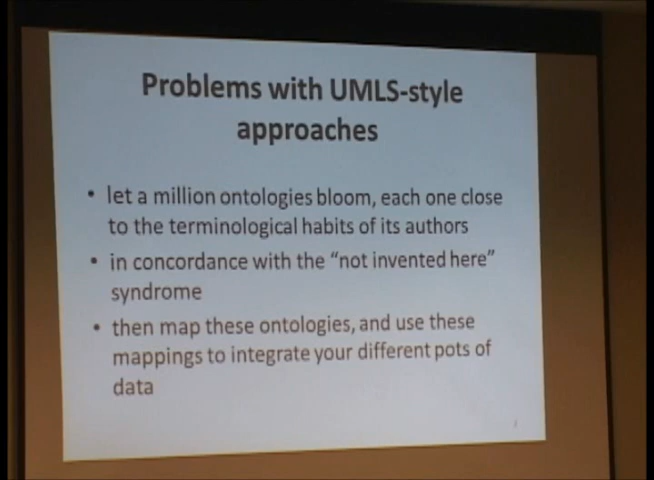 Problems with UMLS-style
approaches
• let a million ontologies bloom, each one close
to the terminological habits of its authors
• in concordance with the “not invented here”
syndrome
• then map these ontologies, and use these
mappings to integrate your different pots of
data